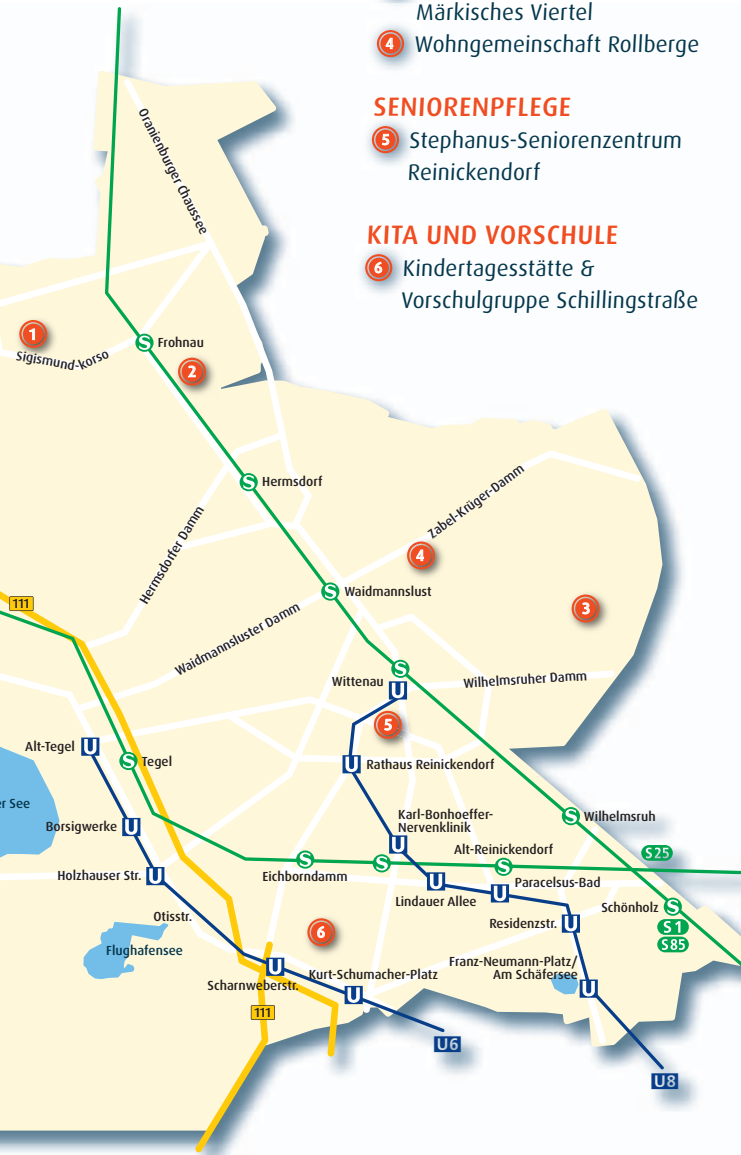 Märkisches Viertel
4 Wohngemeinschaft Rollberge
SENIORENPFLEGE
5 Stephanus-Seniorenzentrum
Reinickendorf
KITA UND VORSCHULE
6 Kindertagesstätte &
Vorschulgruppe Schillingstraße
Oranienburger Chaussee
1
Sigismund-korso
S Frohnau
2
S Hermsdorf
Zabel-Krüger-Damm
4
Hermsdorfer Damm
S Waidmannslust
3
111
Waidmannsluster Damm
S
Wittenau U
Wilhelmsruher Damm
5
Alt-Tegel U
S Tegel
U Rathaus Reinickendorf
er See
Borsigwerke U
Karl-Bonhoeffer-
Nervenklinik
U
S Wilhelmsruh
Alt-Reinickendorf
S
S25
Holzhauser Str. U
S
Eichborndamm
S
U
Lindauer Allee
Paracelsus-Bad
U
Schönholz S
Otisstr.
6
Residenzstr. U
S1
S85
Flughafensee
U
Scharnweberstr.
Kurt-Schumacher-Platz
U
Franz-Neumann-Platz/
Am Schäfersee
U
111
U6
U8